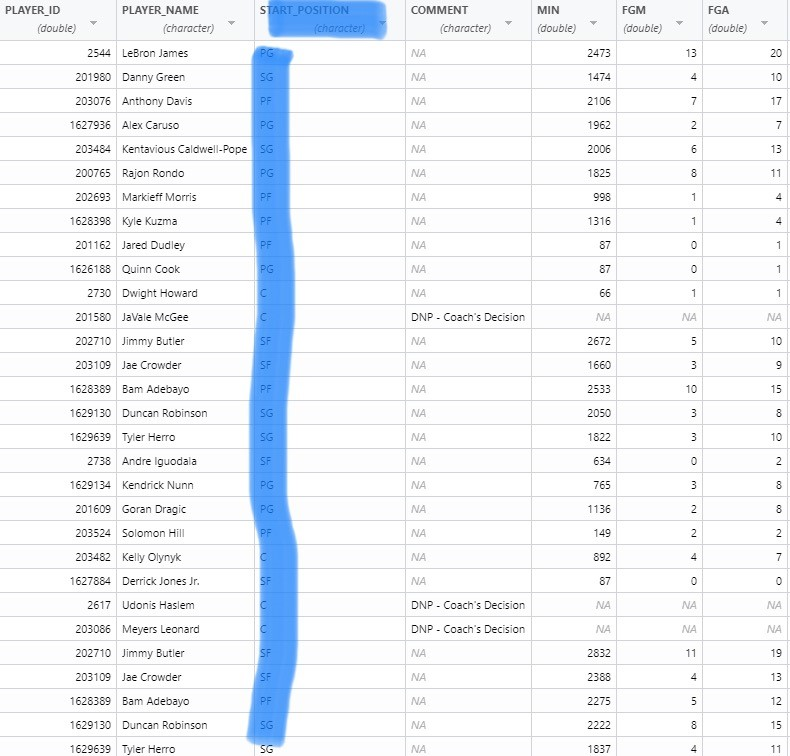 PLAYER_ID PLAYER_NAME START_POSITION COMMENT MIN FGM FGA
(double) (character) (character) (character) (double) (double) (double)
2544 LeBron James PG NA 2473 13 20
201980 Danny Green SG NA 1474 4 10
203076 Anthony Davis PF NA 2106 7 17
1627936 Alex Caruso PG NA 1962 2 7
203484 Kentavious Caldwell-Pope SG NA 2006 6 13
200765 Rajon Rondo PG NA 1825 8 11
202693 Markieff Morris PF NA 998 1 4
1628398 Kyle Kuzma PF NA 1316 1 4
201162 Jared Dudley PF NA 87 0 1
1626188 Quinn Cook PG NA 87 0 1
2730 Dwight Howard C NA 66 1 1
201580 JaVale McGee C DNP - Coach's Decision NA NA NA
202710 Jimmy Butler SF NA 2672 5 10
203109 Jae Crowder SF NA 1660 3 9
1628389 Bam Adebayo PF NA 2533 10 15
1629130 Duncan Robinson SG NA 2050 3 8
1629639 Tyler Herro SG NA 1822 3 10
2738 Andre Iguodala SF NA 634 0 2
1629134 Kendrick Nunn PG NA 765 3 8
201609 Goran Dragic PG NA 1136 2 8
203524 Solomon Hill PF NA 149 2 2
203482 Kelly Olynyk C NA 892 4 7
1627884 Derrick Jones Jr. SF NA 87 0 0
2617 Udonis Haslem C DNP - Coach's Decision NA NA NA
203086 Meyers Leonard C DNP - Coach's Decision NA NA NA
202710 Jimmy Butler SF NA 2832 11 19
203109 Jae Crowder SF NA 2388 4 13
1628389 Bam Adebayo PF NA 2275 5 12
1629130 Duncan Robinson SG NA 2222 8 15
1629639 Tyler Herro SG NA 1837 4 11